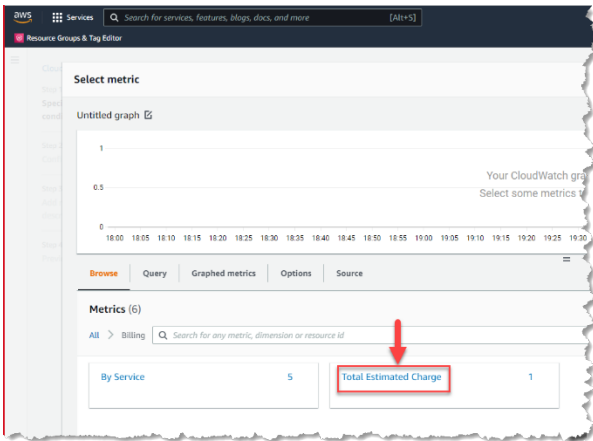 aws Services Search for services, features, blogs, docs, and more [Alt+S]
Resource Groups & Tag Editor
Select metric
Untitled graph
1
Your CloudWatch gra
0.5
Select some metrics t
0
18:00 18:05 18:10 18:15 18:20 18:25 18:30 18:35 18:40 18:45 18:50 18:55 19:00 19:05 19:10 19:15 19:20 19:25 19:30
Browse Query Graphed metrics Options Source
Metrics (6)
All > Billing Search for any metric, dimension or resource id
By Service 5 Total Estimated Charge 1